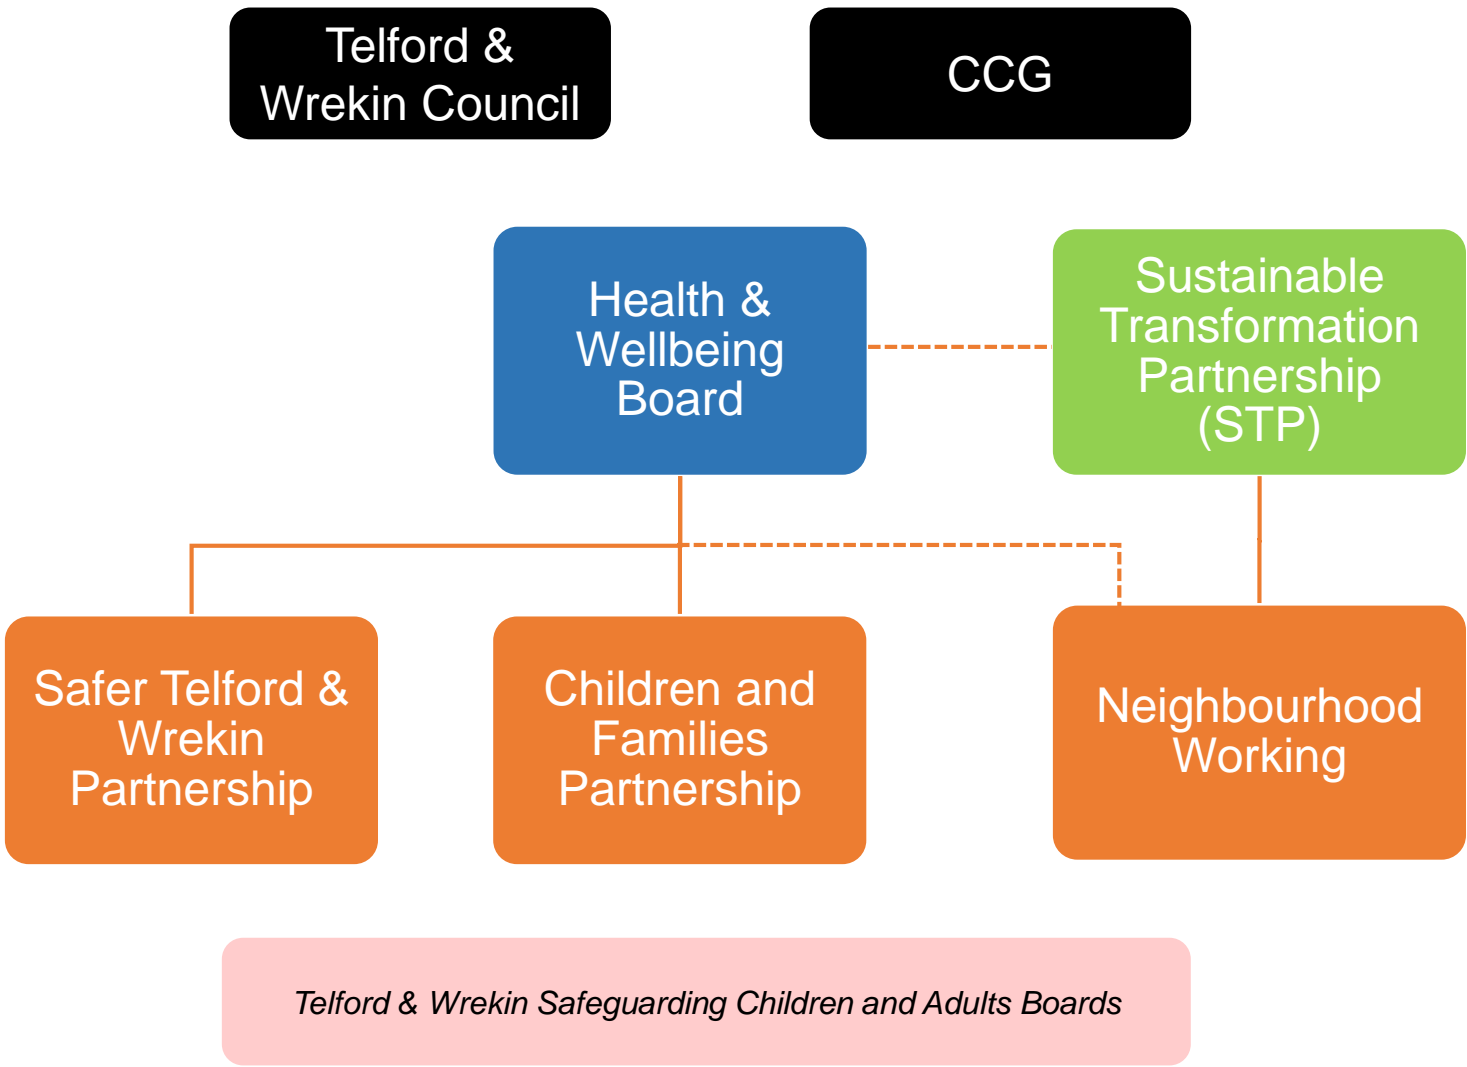 Telford &
Wrekin Council
CCG
Health &
Wellbeing
Board
Sustainable
Transformation
Partnership
(STP)
Safer Telford &
Wrekin
Partnership
Children and
Families
Partnership
Neighbourhood
Working
Telford & Wrekin Safeguarding Children and Adults Boards